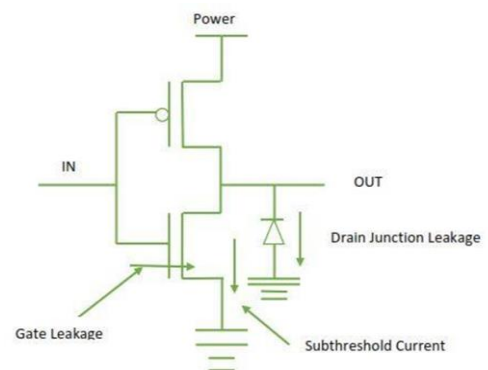 Power
IN
OUT
Drain Junction Leakage
Gate Leakage
Subthreshold Current